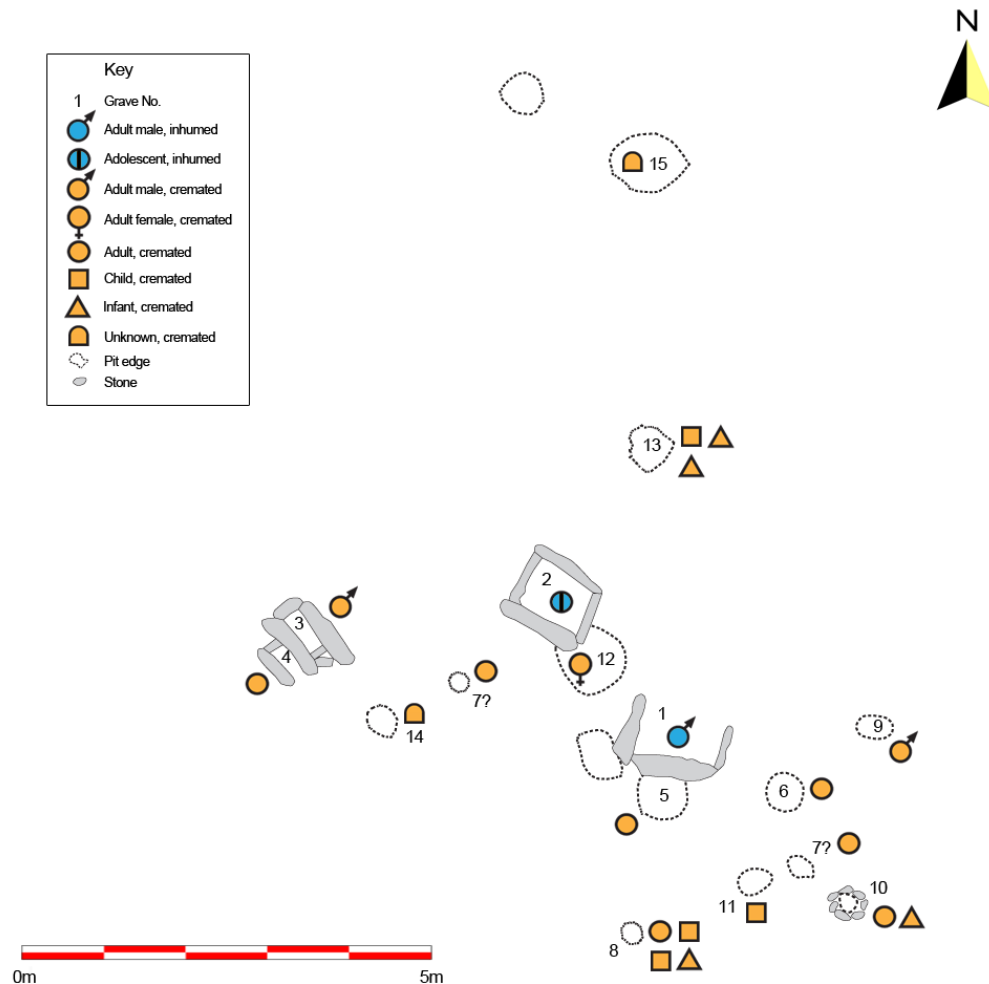 N
Key
1 Grave No.
Adult male, inhumed
Adolescent, inhumed
Adult male, cremated
Adult female, cremated
Adult, cremated
Child, cremated
Infant, cremated
Unknown, cremated
Pit edge
Stone
15
13
2
3
4
12
7?
14
1
9
5
6
7?
10
11
8
0m
5m